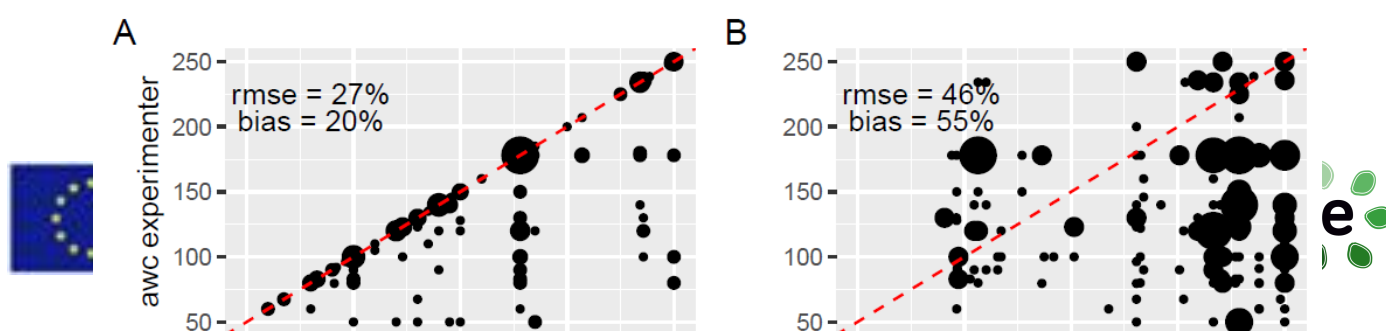 A
B
awc experimenter
250
200
150
100
50
rmse = 27%
bias = 20%
250
200
150
100
50
rmse = 46%
bias = 55%
e